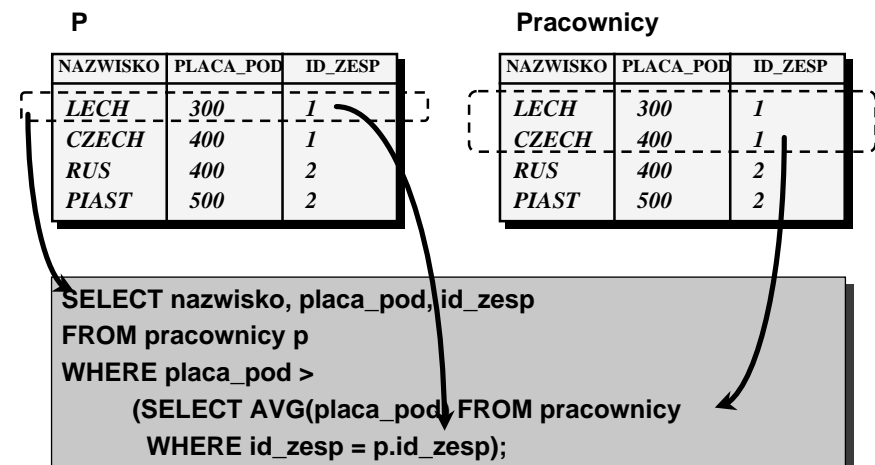 P Pracownicy
NAZWISKO PLACA_POD ID_ZESP
LECH 300 1
CZECH 400 1
RUS 400 2
PIAST 500 2
NAZWISKO PLACA_POD ID_ZESP
LECH 300 1
CZECH 400 1
RUS 400 2
PIAST 500 2
SELECT nazwisko, placa_pod, id_zesp
FROM pracownicy p
WHERE placa_pod >
(SELECT AVG(placa_pod) FROM pracownicy
WHERE id_zesp = p.id_zesp);